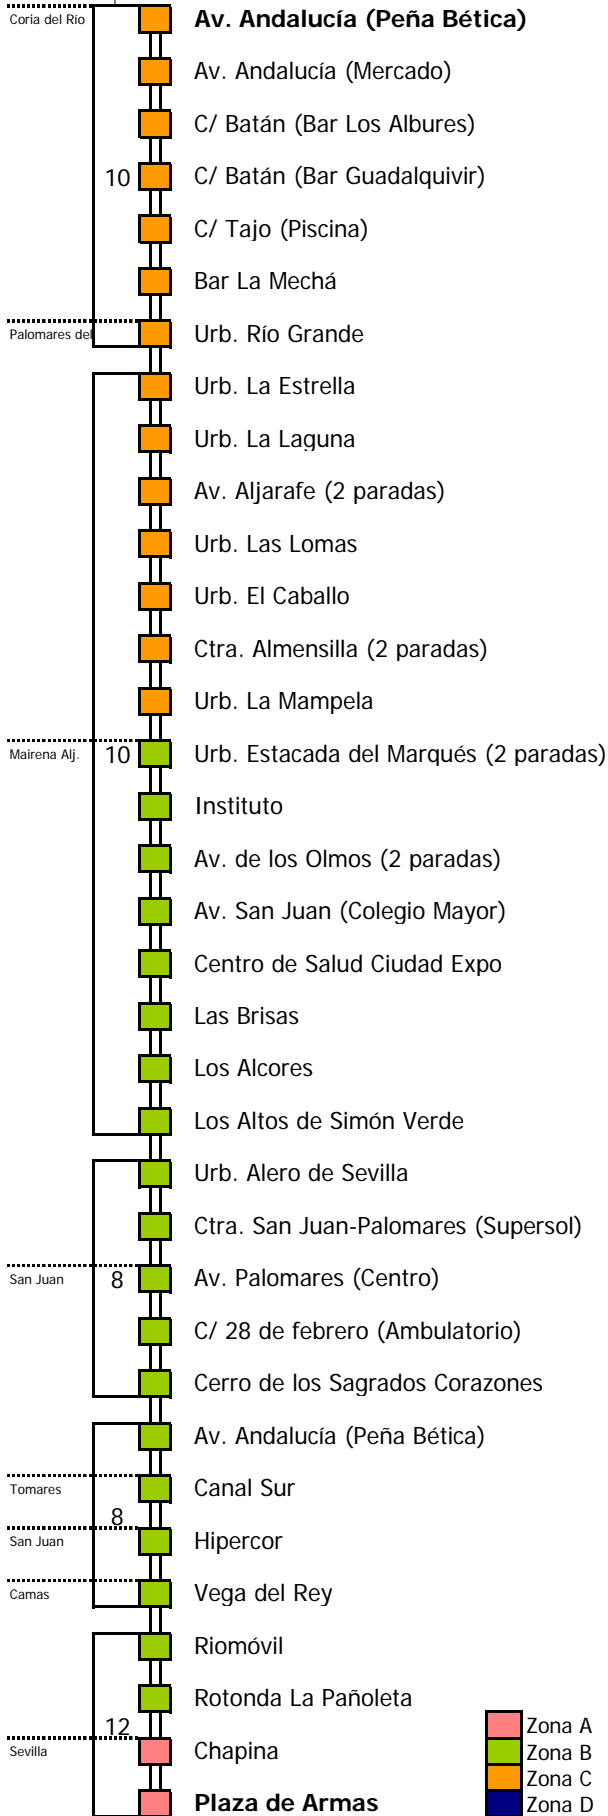 Coria del Río
Av. Andalucía (Peña Bética)
Av. Andalucía (Mercado)
C/ Batán (Bar Los Albures)
10
C/ Batán (Bar Guadalquivir)
C/ Tajo (Piscina)
Bar La Mechá
Palomares del
Urb. Río Grande
Urb. La Estrella
Urb. La Laguna
Av. Aljarafe (2 paradas)
Urb. Las Lomas
Urb. El Caballo
Ctra. Almensilla (2 paradas)
Urb. La Mampela
Mairena Alj.
10
Urb. Estacada del Marqués (2 paradas)
Instituto
Av. de los Olmos (2 paradas)
Av. San Juan (Colegio Mayor)
Centro de Salud Ciudad Expo
Las Brisas
Los Alcores
Los Altos de Simón Verde
Urb. Alero de Sevilla
Ctra. San Juan-Palomares (Supersol)
San Juan
8
Av. Palomares (Centro)
C/ 28 de febrero (Ambulatorio)
Cerro de los Sagrados Corazones
Av. Andalucía (Peña Bética)
Tomares
Canal Sur
8
San Juan
Hipercor
Camas
Vega del Rey
Riomóvil
Rotonda La Pañoleta
12
Sevilla
Chapina
Plaza de Armas
Zona A
Zona B
Zona C
Zona D